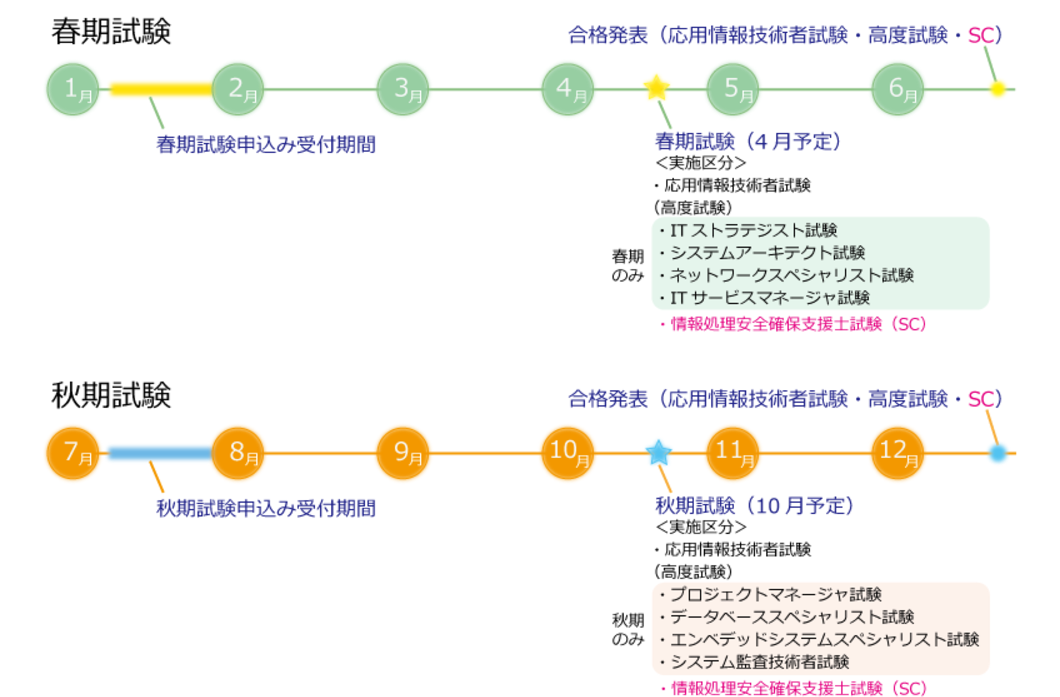 春期試験
合格発表（応用情報技術者試験・高度試験・SC）
1月 2月 3月 4月 5月 6月
春期試験申込み受付期間
春期試験（4月予定）
＜実施区分＞
・応用情報技術者試験
（高度試験）
・ITストラテジスト試験
・システムアーキテクト試験
春期
のみ
・ネットワークスペシャリスト試験
・ITサービスマネージャ試験
・情報処理安全確保支援士試験（SC）
秋期試験
合格発表（応用情報技術者試験・高度試験・SC）
7月 8月 9月 10月 11月 12月
秋期試験申込み受付期間
秋期試験（10月予定）
＜実施区分＞
・応用情報技術者試験
（高度試験）
・プロジェクトマネージャ試験
・データベーススペシャリスト試験
秋期
のみ
・エンベデッドシステムスペシャリスト試験
・システム監査技術者試験
・情報処理安全確保支援士試験（SC）